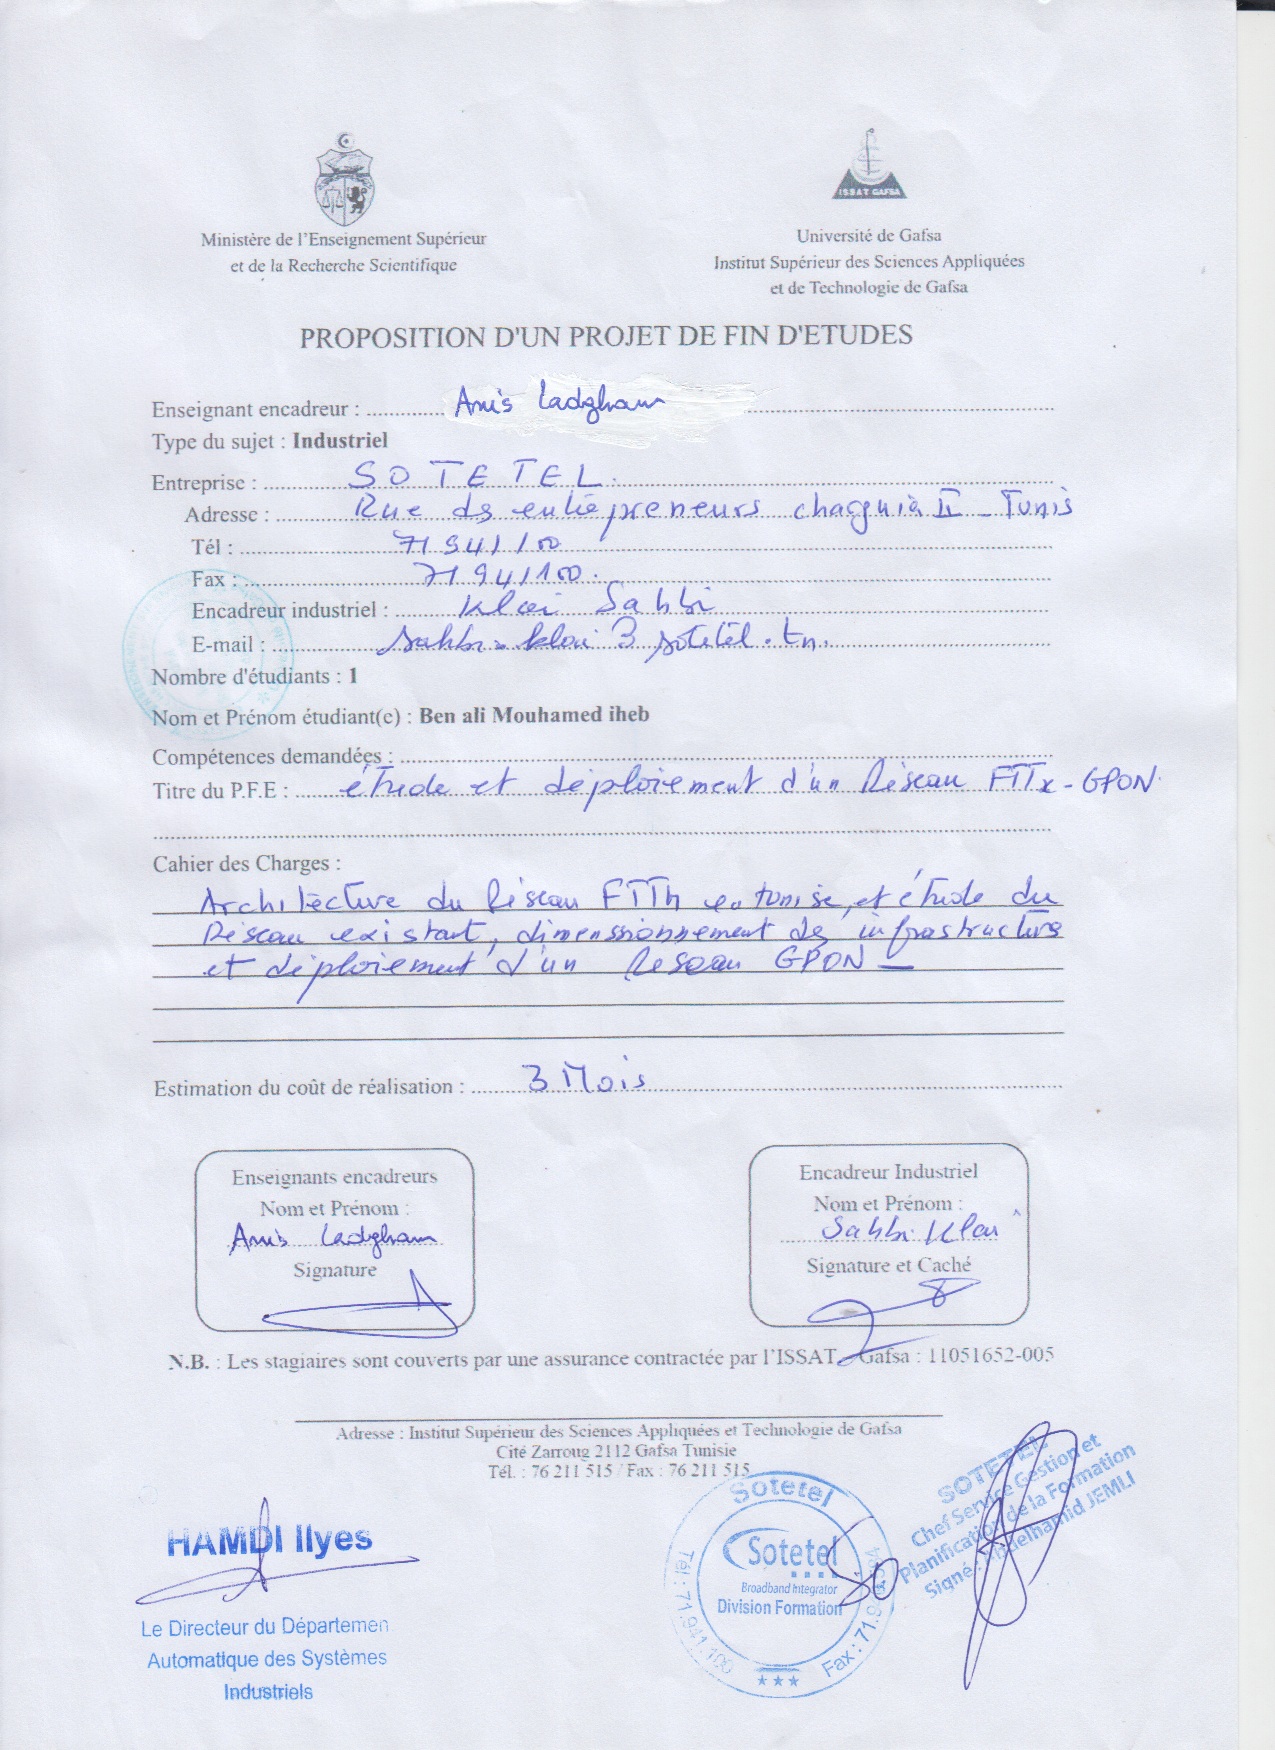 ISSAT GAFSA
Ministère de l'Enseignement Supérieur
et de la Recherche Scientifique
Université de Gafsa
Institut Supérieur des Sciences Appliquées
et de Technologie de Gafsa
PROPOSITION D'UN PROJET DE FIN D'ETUDES
Enseignant encadreur : Anis Ladgham
Type du sujet : Industriel
Entreprise : SOTETEL
Adresse : Rue ds entrepreneurs charguia II - Tunis
Tél : 71 941 100
Fax : 71 941 100
Encadreur industriel : Klai Sahbi
E-mail : sotetel.tn
Nombre d'étudiants : 1
Nom et Prénom étudiant(e) : Ben ali Mouhamed iheb
Compétences demandées :
Titre du P.F.E : étude et déploiement d'un Réseau FTTx - GPON
Cahier des Charges :
Architecture du Réseau FTTh en tunisie, et étude du
Réseau existant, dimenssionnement ds infrastructure
et déploiement d'un Reseau GPON
Estimation du coût de réalisation : 3 Mois
Enseignants encadreurs
Nom et Prénom :
Anis Ladgham
Signature
Encadreur Industriel
Nom et Prénom :
Sahbi Klai
Signature et Caché
N.B. : Les stagiaires sont couverts par une assurance contractée par l'ISSAT Gafsa : 11051652-005
Adresse : Institut Supérieur des Sciences Appliquées et Technologie de Gafsa
Cité Zarroug 2112 Gafsa Tunisie
Tél. : 76 211 515 / Fax : 76 211 515
HAMDI Ilyes
Le Directeur du Départemen
Automatique des Systèmes
Industriels
Sotetel
Sotetel
Broadband Integrator
Division Formation
Tél : 71.941.100
Fax : 71.9
SOTETEL
Chef Service Gestion et
Planification de la Formation
Signé : Abdelhamid JEMLI